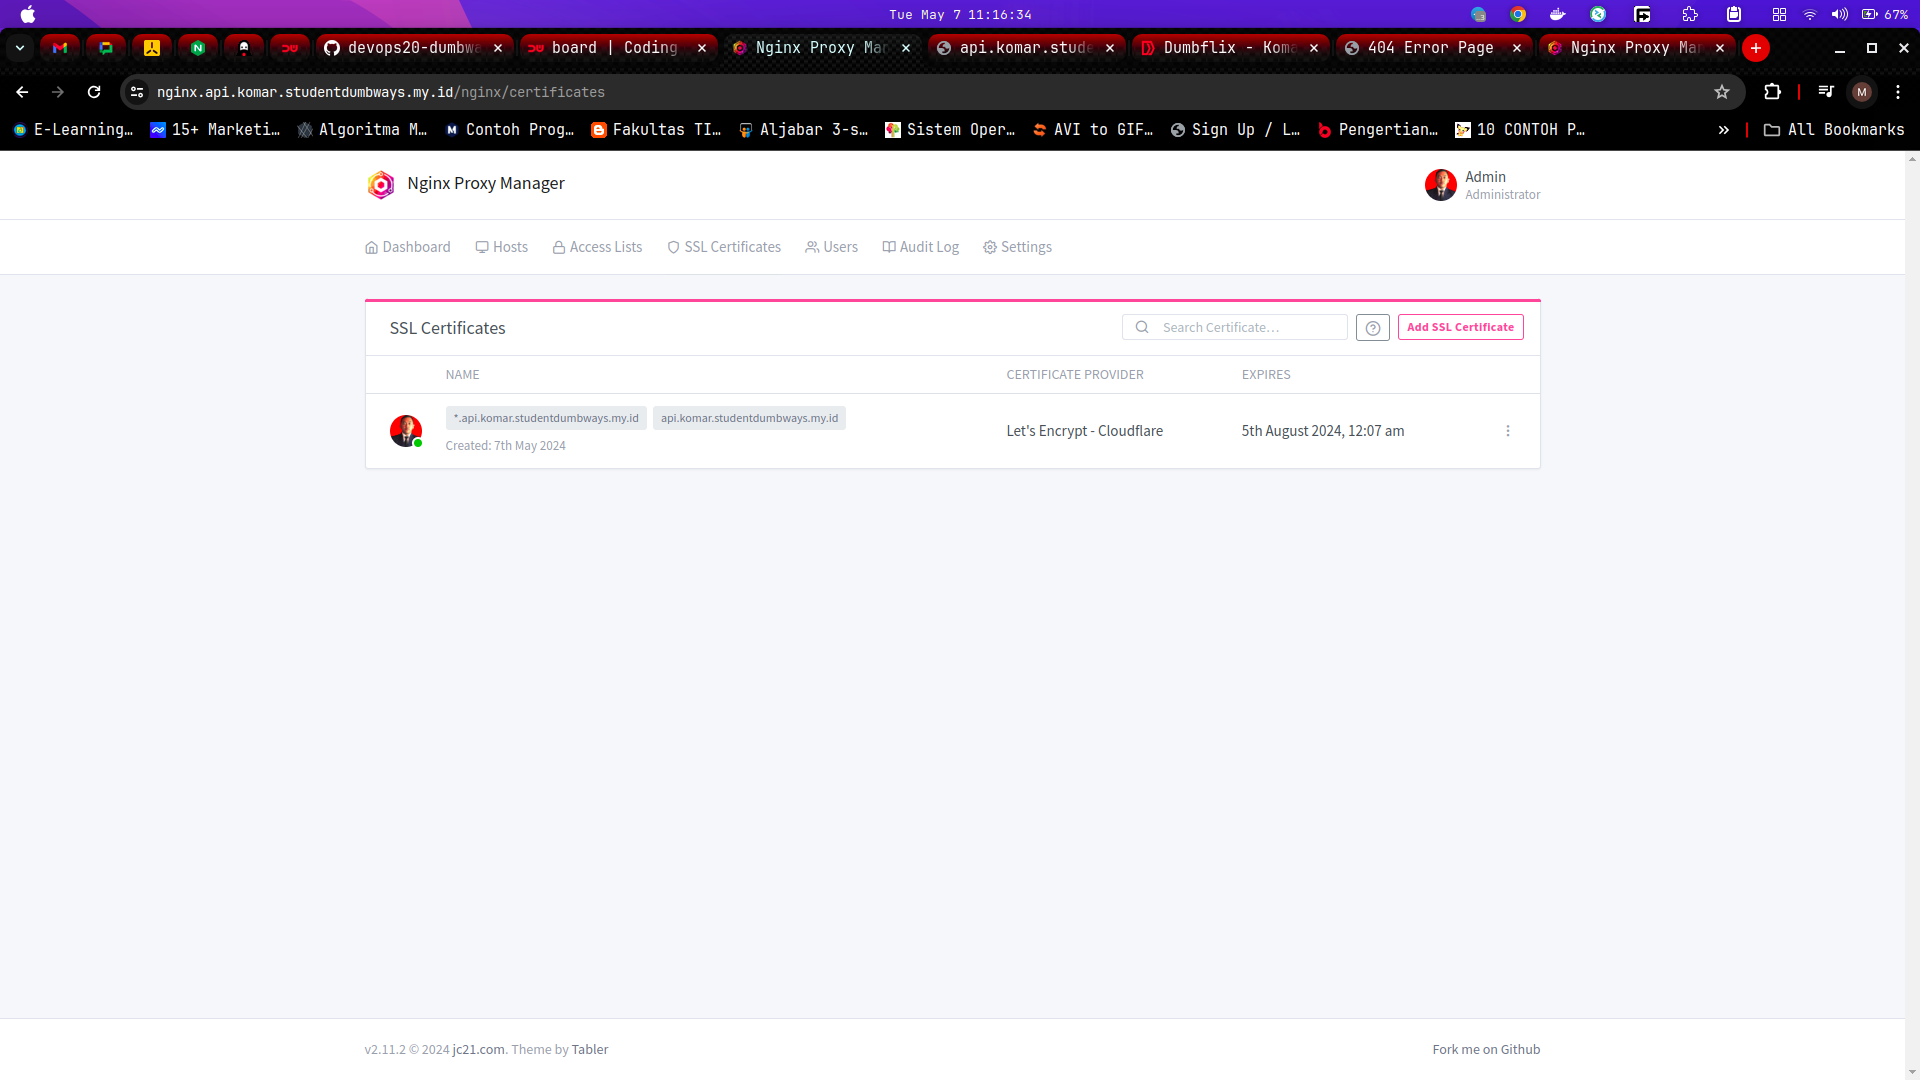 Tue May 7 11:16:34
67%
devops20-dumbwa
board | Coding
Nginx Proxy Mar
api.komar.stude
Dumbflix - Koma
404 Error Page
Nginx Proxy Mar
nginx.api.komar.studentdumbways.my.id/nginx/certificates
E-Learning…
15+ Marketi…
Algoritma M…
Contoh Prog…
Fakultas TI…
Aljabar 3-s…
Sistem Oper…
AVI to GIF…
Sign Up / L…
Pengertian…
10 CONTOH P…
All Bookmarks
Nginx Proxy Manager
Admin
Administrator
Dashboard
Hosts
Access Lists
SSL Certificates
Users
Audit Log
Settings
SSL Certificates
Search Certificate…
Add SSL Certificate
NAME
CERTIFICATE PROVIDER
EXPIRES
*.api.komar.studentdumbways.my.id
api.komar.studentdumbways.my.id
Created: 7th May 2024
Let's Encrypt - Cloudflare
5th August 2024, 12:07 am
v2.11.2 © 2024 jc21.com. Theme by Tabler
Fork me on Github